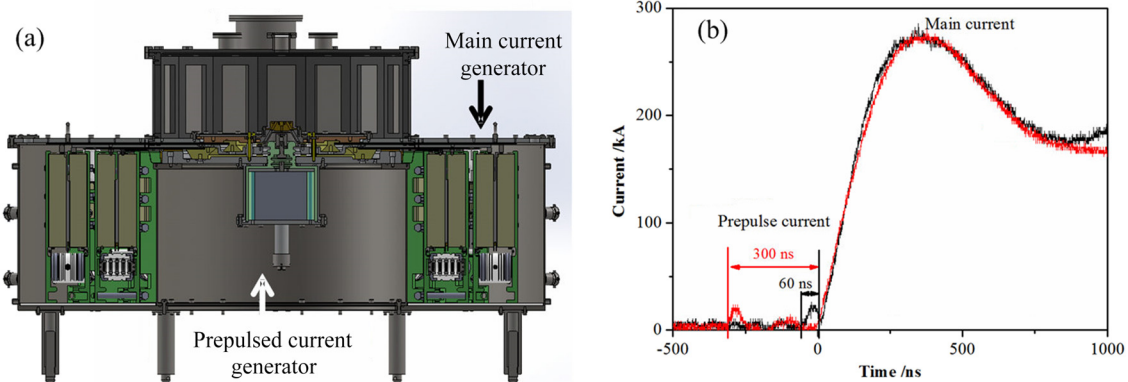 (a)
Main current
generator
Prepulsed current
generator
(b)
Main current
Prepulse current
300 ns
60 ns
Current /kA
300
200
100
0
-500
0
500
1000
Time /ns